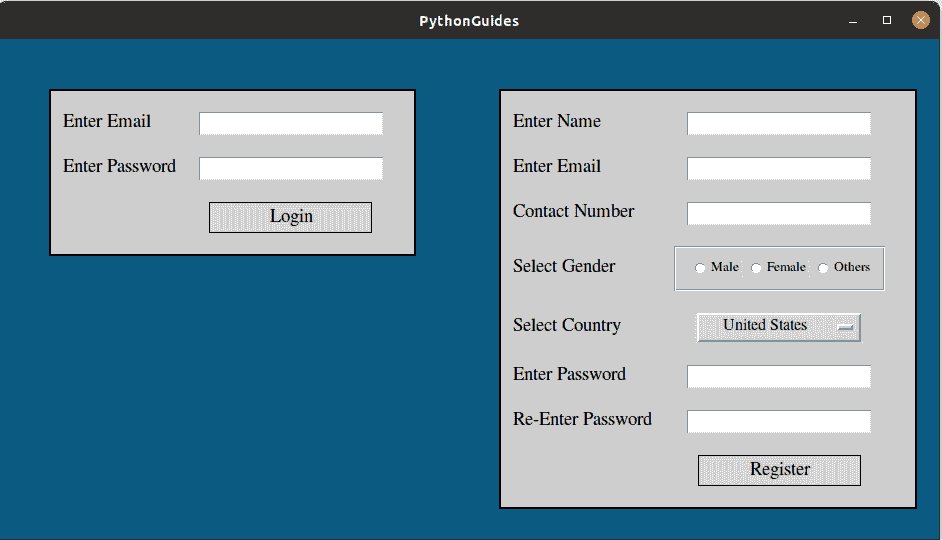 PythonGuides
Enter Email
Enter Password
Login
Enter Name
Enter Email
Contact Number
Select Gender
Male Female Others
Select Country
United States
Enter Password
Re-Enter Password
Register